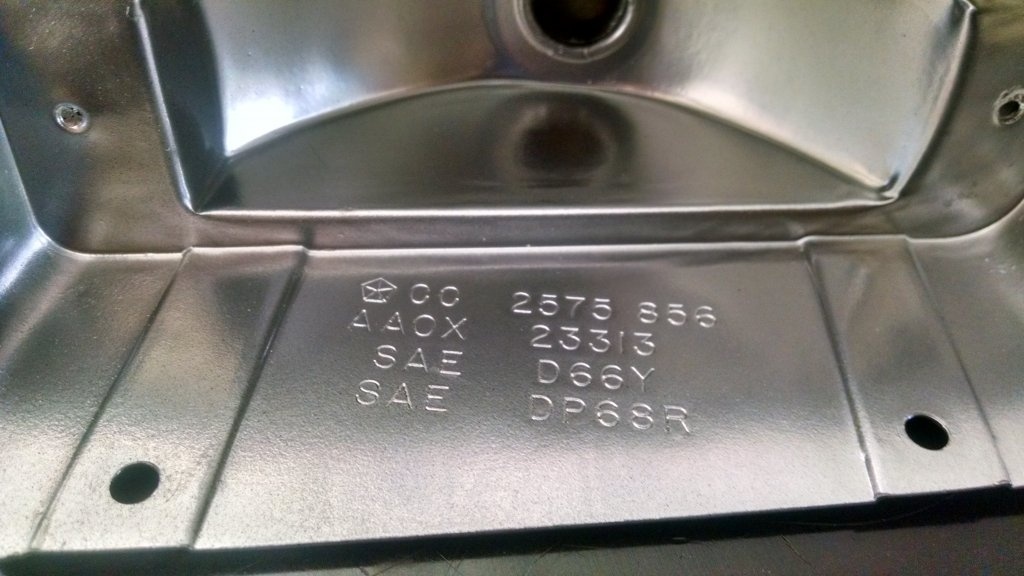 CC 2575 856
AAOX 23313
SAE D66Y
SAE DP68R